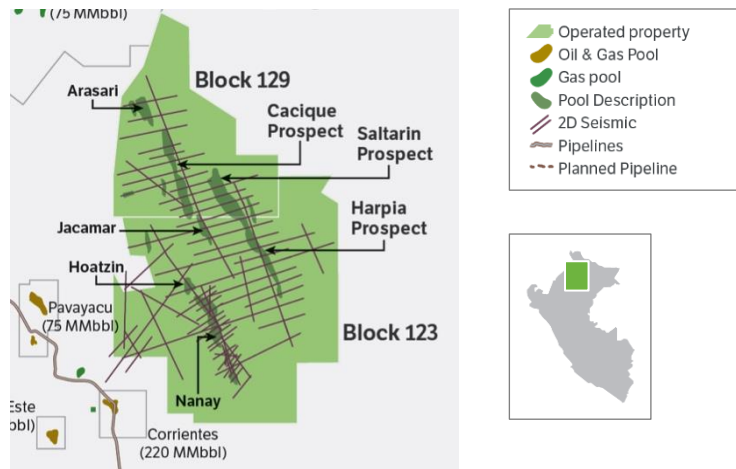 (75 MMbbl)
Block 129
Arasari
Cacique
Prospect
Saltarin
Prospect
Jacamar
Harpia
Prospect
Hoatzin
Pavayacu
(75 MMbbl)
Block 123
Nanay
Este
bbl)
Corrientes
(220 MMbbl)
Operated property
Oil & Gas Pool
Gas pool
Pool Description
2D Seismic
Pipelines
Planned Pipeline